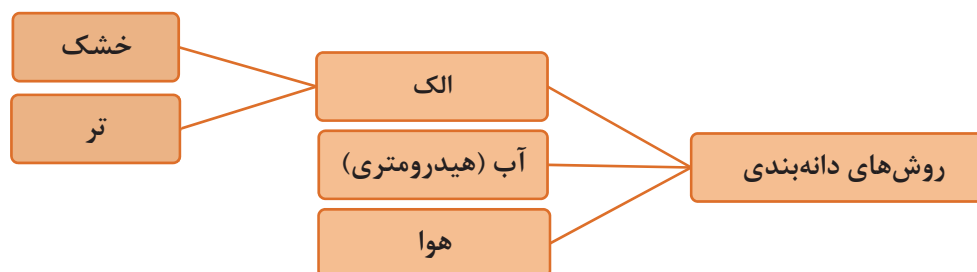 روش‌های دانه‌بندی
الک
آب (هیدرومتری)
هوا
خشک
تر